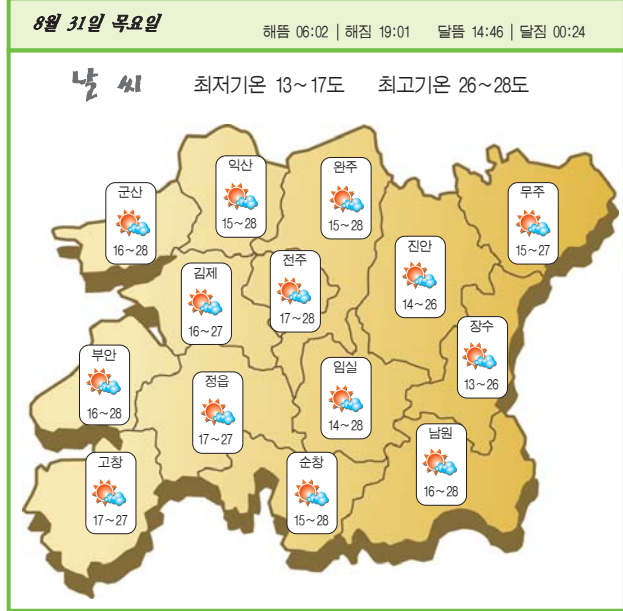 8월 31일 목요일
해뜸 06:02 | 해짐 19:01 달뜸 14:46 | 달짐 00:24
날씨 최저기온 13~17도 최고기온 26~28도
군산
16~28
익산
15~28
완주
15~28
무주
15~27
김제
16~27
전주
17~28
진안
14~26
장수
13~26
부안
16~28
정읍
17~27
임실
14~28
남원
16~28
고창
17~27
순창
15~28